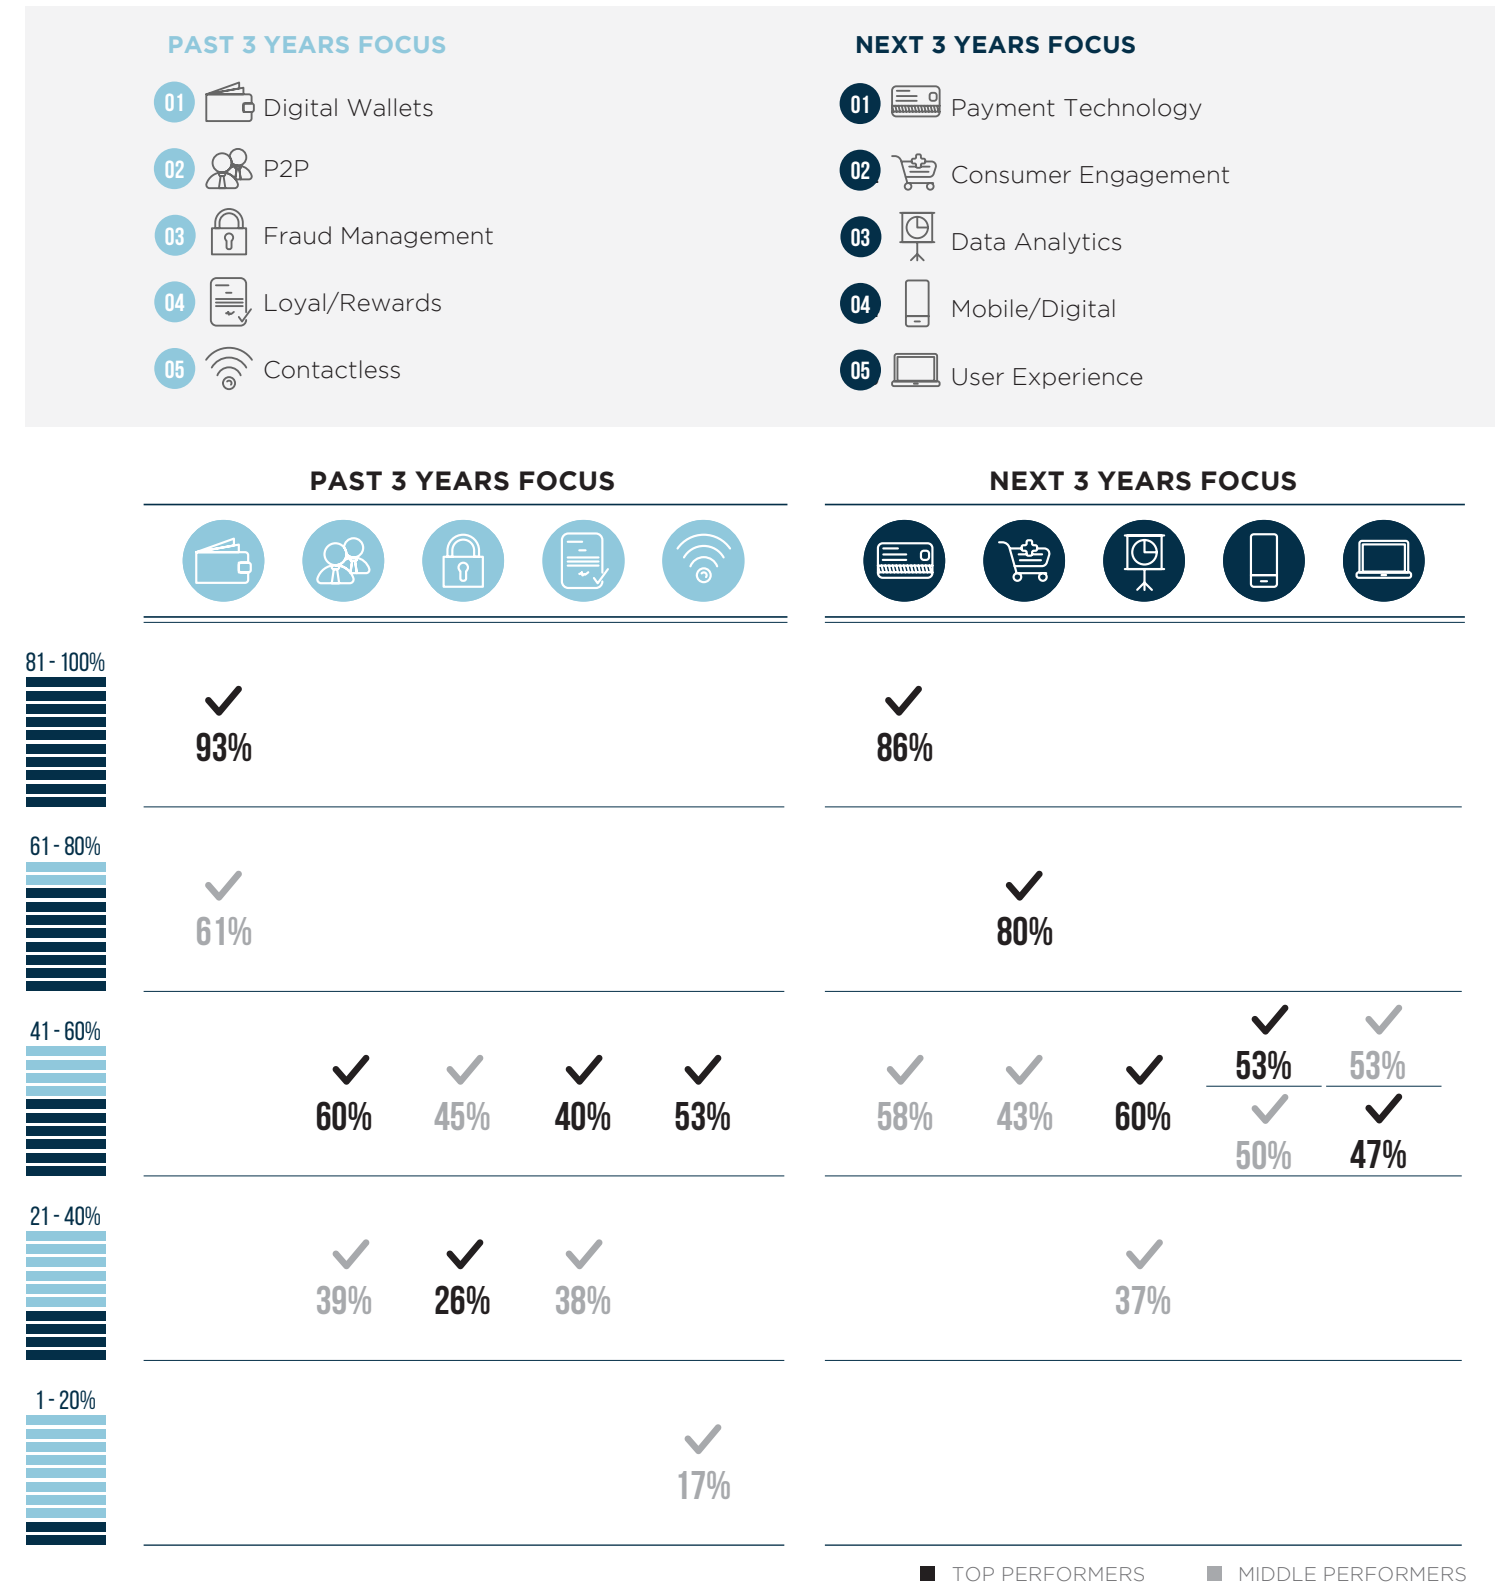 PAST 3 YEARS FOCUS
01 Digital Wallets
02 P2P
03 Fraud Management
04 Loyal/Rewards
05 Contactless
NEXT 3 YEARS FOCUS
01 Payment Technology
02 Consumer Engagement
03 Data Analytics
04 Mobile/Digital
05 User Experience
PAST 3 YEARS FOCUS
NEXT 3 YEARS FOCUS
81 - 100%
93%
86%
61 - 80%
61%
80%
41 - 60%
60% 45% 40% 53%
58% 43% 60%
53% 53%
50% 47%
21 - 40%
39% 26% 38%
37%
1 - 20%
17%
TOP PERFORMERS MIDDLE PERFORMERS